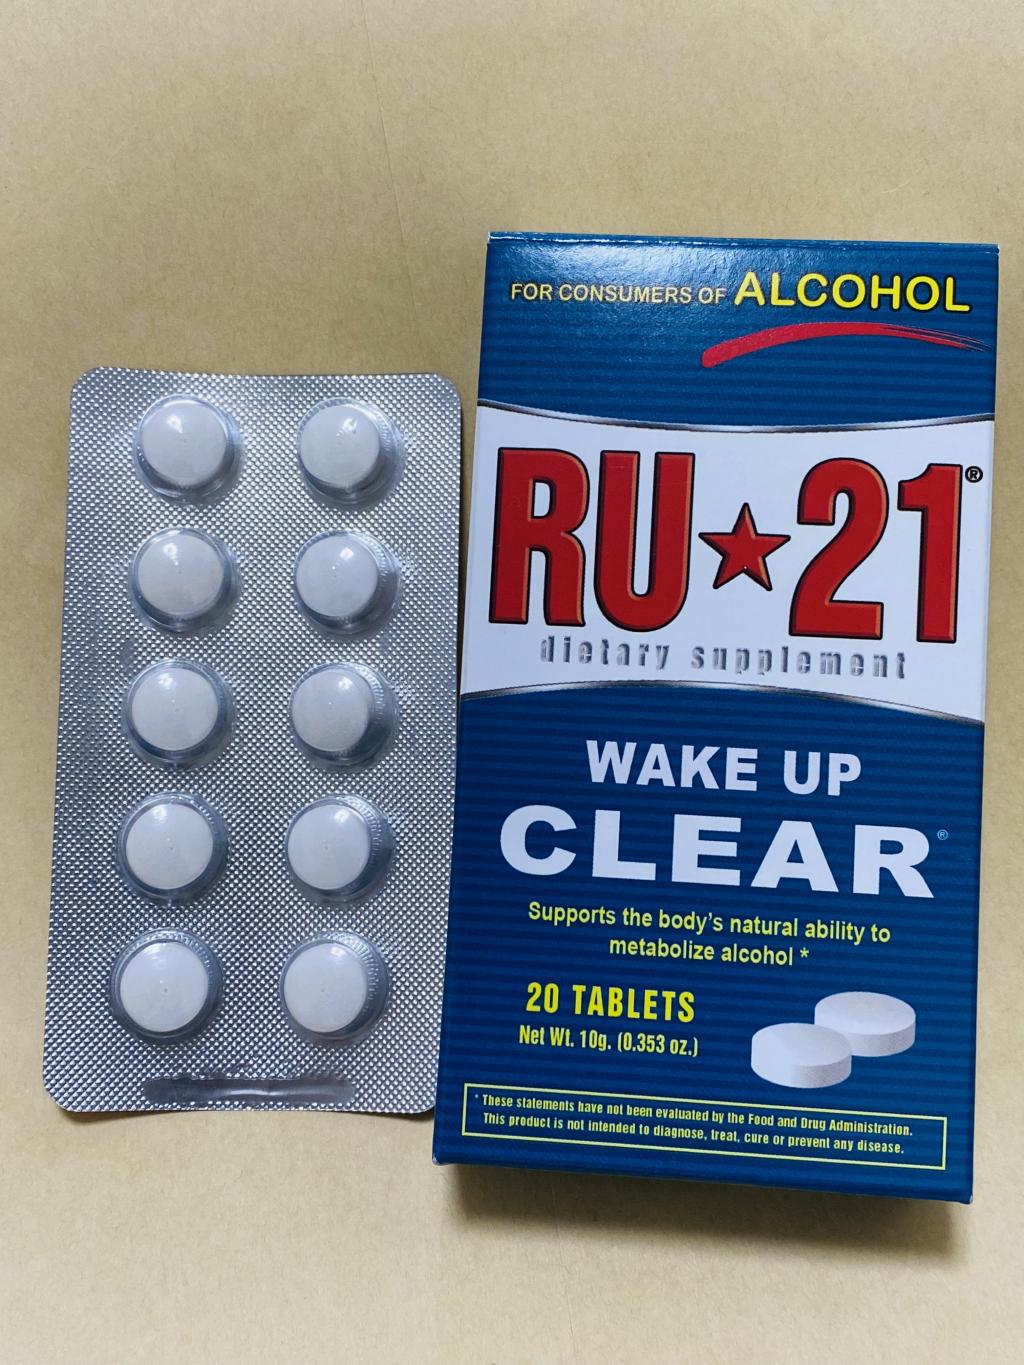 FOR CONSUMERS OF ALCOHOL
RU★21®
dietary supplement
WAKE UP
CLEAR®
Supports the body's natural ability to
metabolize alcohol *
20 TABLETS
Net Wt. 10g. (0.353 oz.)
* These statements have not been evaluated by the Food and Drug Administration.
This product is not intended to diagnose, treat, cure or prevent any disease.